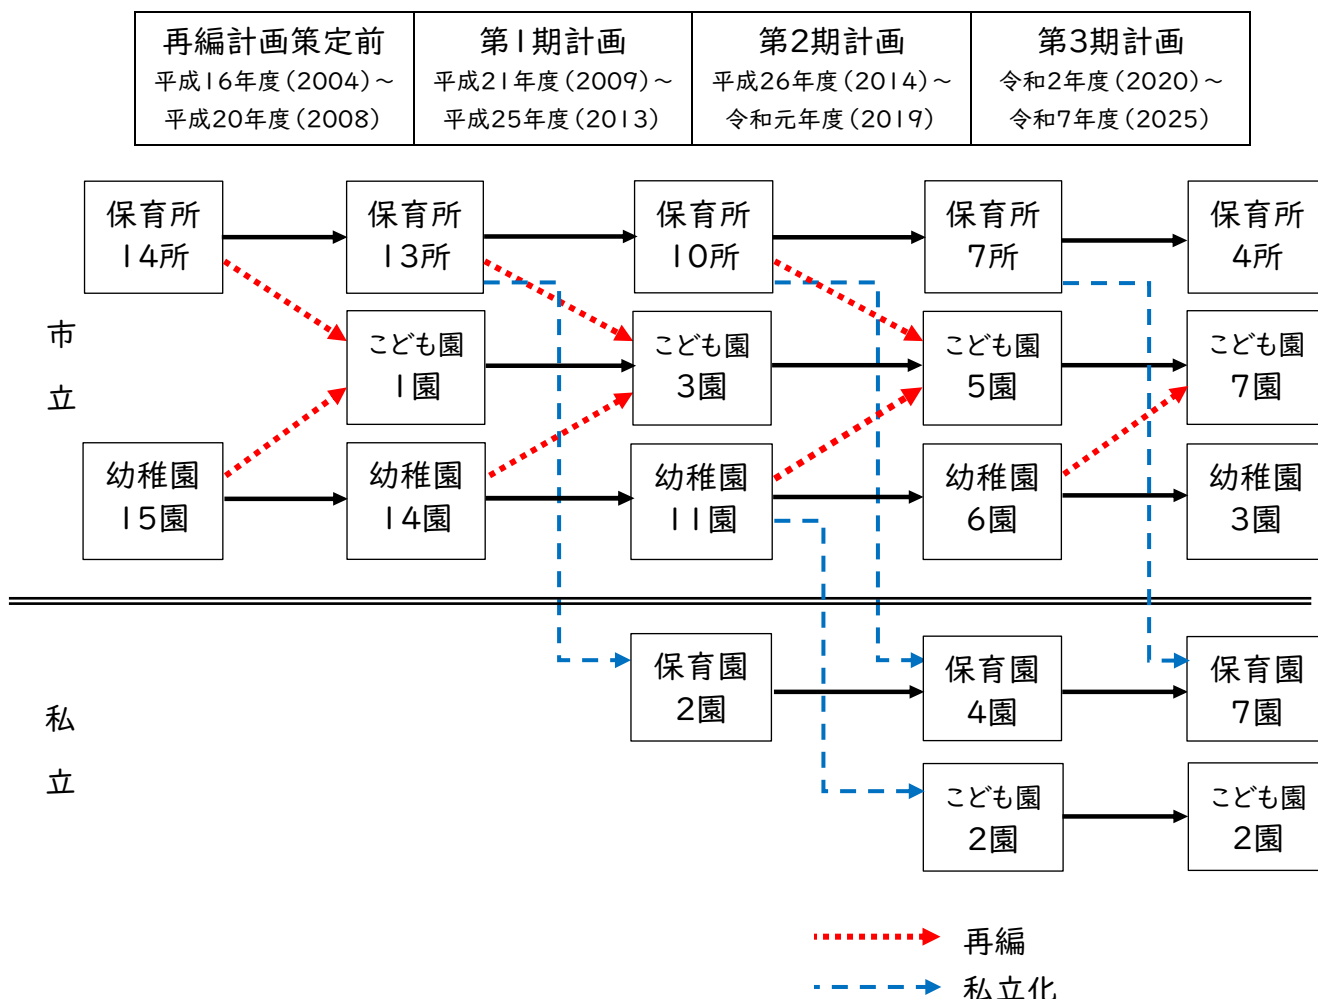 再編計画策定前
平成16年度(2004)～
平成20年度(2008)
第1期計画
平成21年度(2009)～
平成25年度(2013)
第2期計画
平成26年度(2014)～
令和元年度(2019)
第3期計画
令和2年度(2020)～
令和7年度(2025)
市立
保育所
14所
保育所
13所
保育所
10所
保育所
7所
保育所
4所
こども園
1園
こども園
3園
こども園
5園
こども園
7園
幼稚園
15園
幼稚園
14園
幼稚園
11園
幼稚園
6園
幼稚園
3園
私立
保育園
2園
保育園
4園
保育園
7園
こども園
2園
こども園
2園
再編
私立化